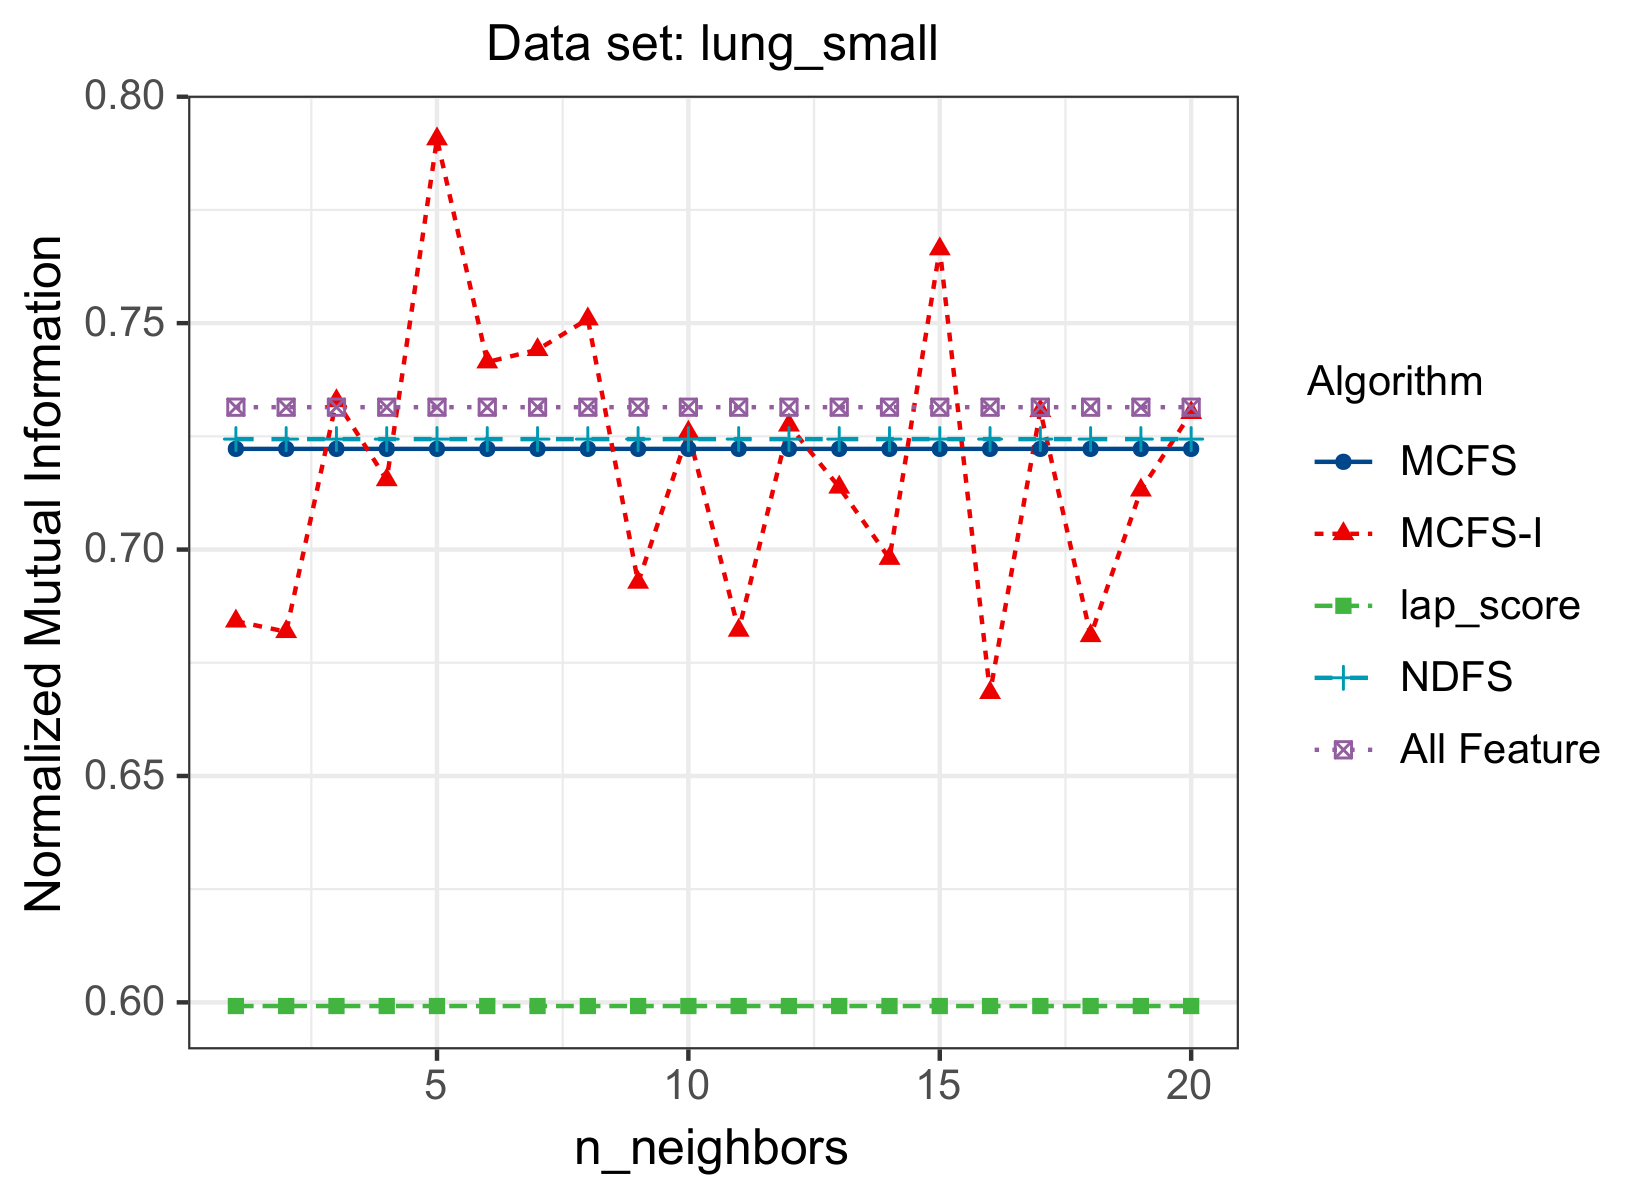 Data set: lung_small
0.80
0.75
0.70
0.65
0.60
Normalized Mutual Information
5 10 15 20
n_neighbors
Algorithm
MCFS
MCFS-I
lap_score
NDFS
All Feature